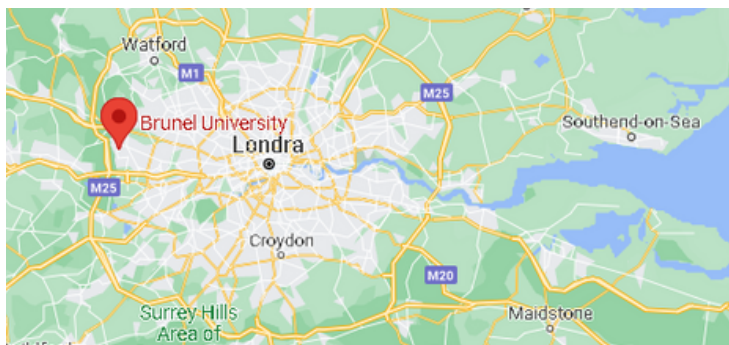 Watford
M1
M25
Brunel University
Southend-on-Sea
Londra
M25
Croydon
M20
Surrey Hills
Area of
Maidstone